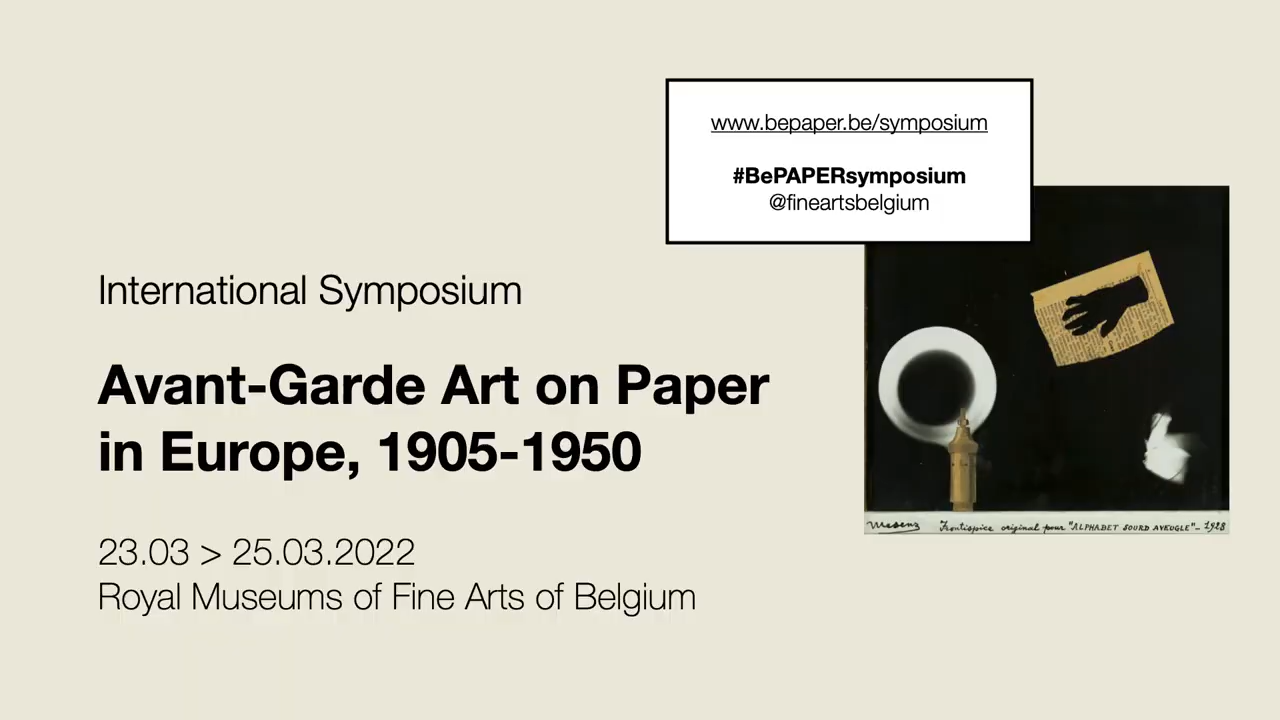 www.bepaper.be/symposium
#BePAPERsymposium
@fineartsbelgium
International Symposium
Avant-Garde Art on Paper
in Europe, 1905-1950
23.03 > 25.03.2022
Royal Museums of Fine Arts of Belgium
Mesens Frontispice original pour "ALPHABET SOURD AVEUGLE" - 1928